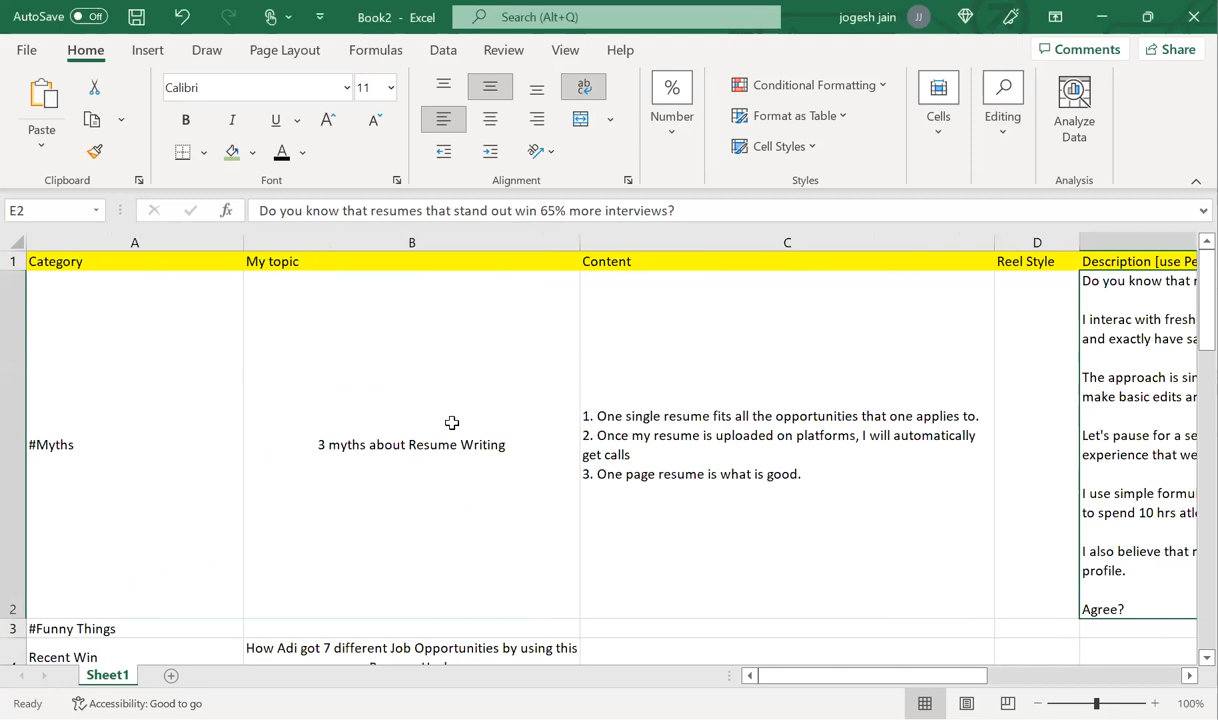 AutoSave Off Book2 - Excel Search (Alt+Q) jogesh jain JJ
File Home Insert Draw Page Layout Formulas Data Review View Help Comments Share
Paste Calibri 11 B I U A A A Number % Conditional Formatting Format as Table Cell Styles Cells Editing Analyze Data
Clipboard Font Alignment Styles Analysis
E2 fx Do you know that resumes that stand out win 65% more interviews?
A B C D
1 Category My topic Content Reel Style Description [use Pe
Do you know that r
I interac with fresh
and exactly have sa
The approach is sin
make basic edits ar
1. One single resume fits all the opportunities that one applies to.
2. Once my resume is uploaded on platforms, I will automatically
get calls
3. One page resume is what is good.
#Myths 3 myths about Resume Writing
Let's pause for a se
experience that we
I use simple formu
to spend 10 hrs atle
I also believe that r
profile.
2 Agree?
3 #Funny Things
Recent Win How Adi got 7 different Job Opportunities by using this
Sheet1
Ready Accessibility: Good to go 100%